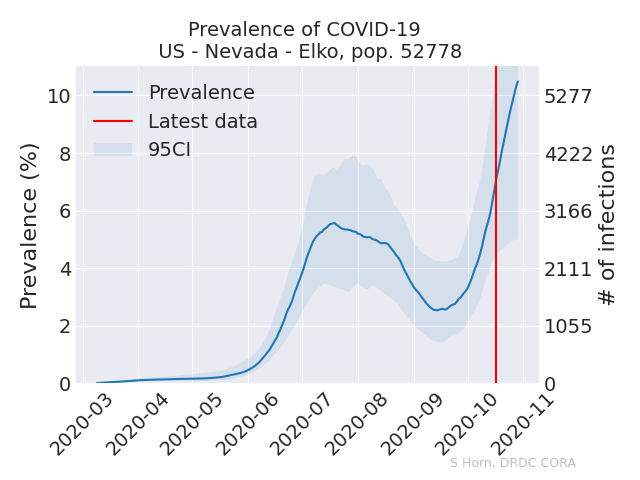 Prevalence of COVID-19
US - Nevada - Elko, pop. 52778
Prevalence
Latest data
95CI
Prevalence (%)
10
8
6
4
2
0
5277
4222
3166
2111
1055
0
# of infections
2020-03
2020-04
2020-05
2020-06
2020-07
2020-08
2020-09
2020-10
2020-11
S Horn, DRDC CORA